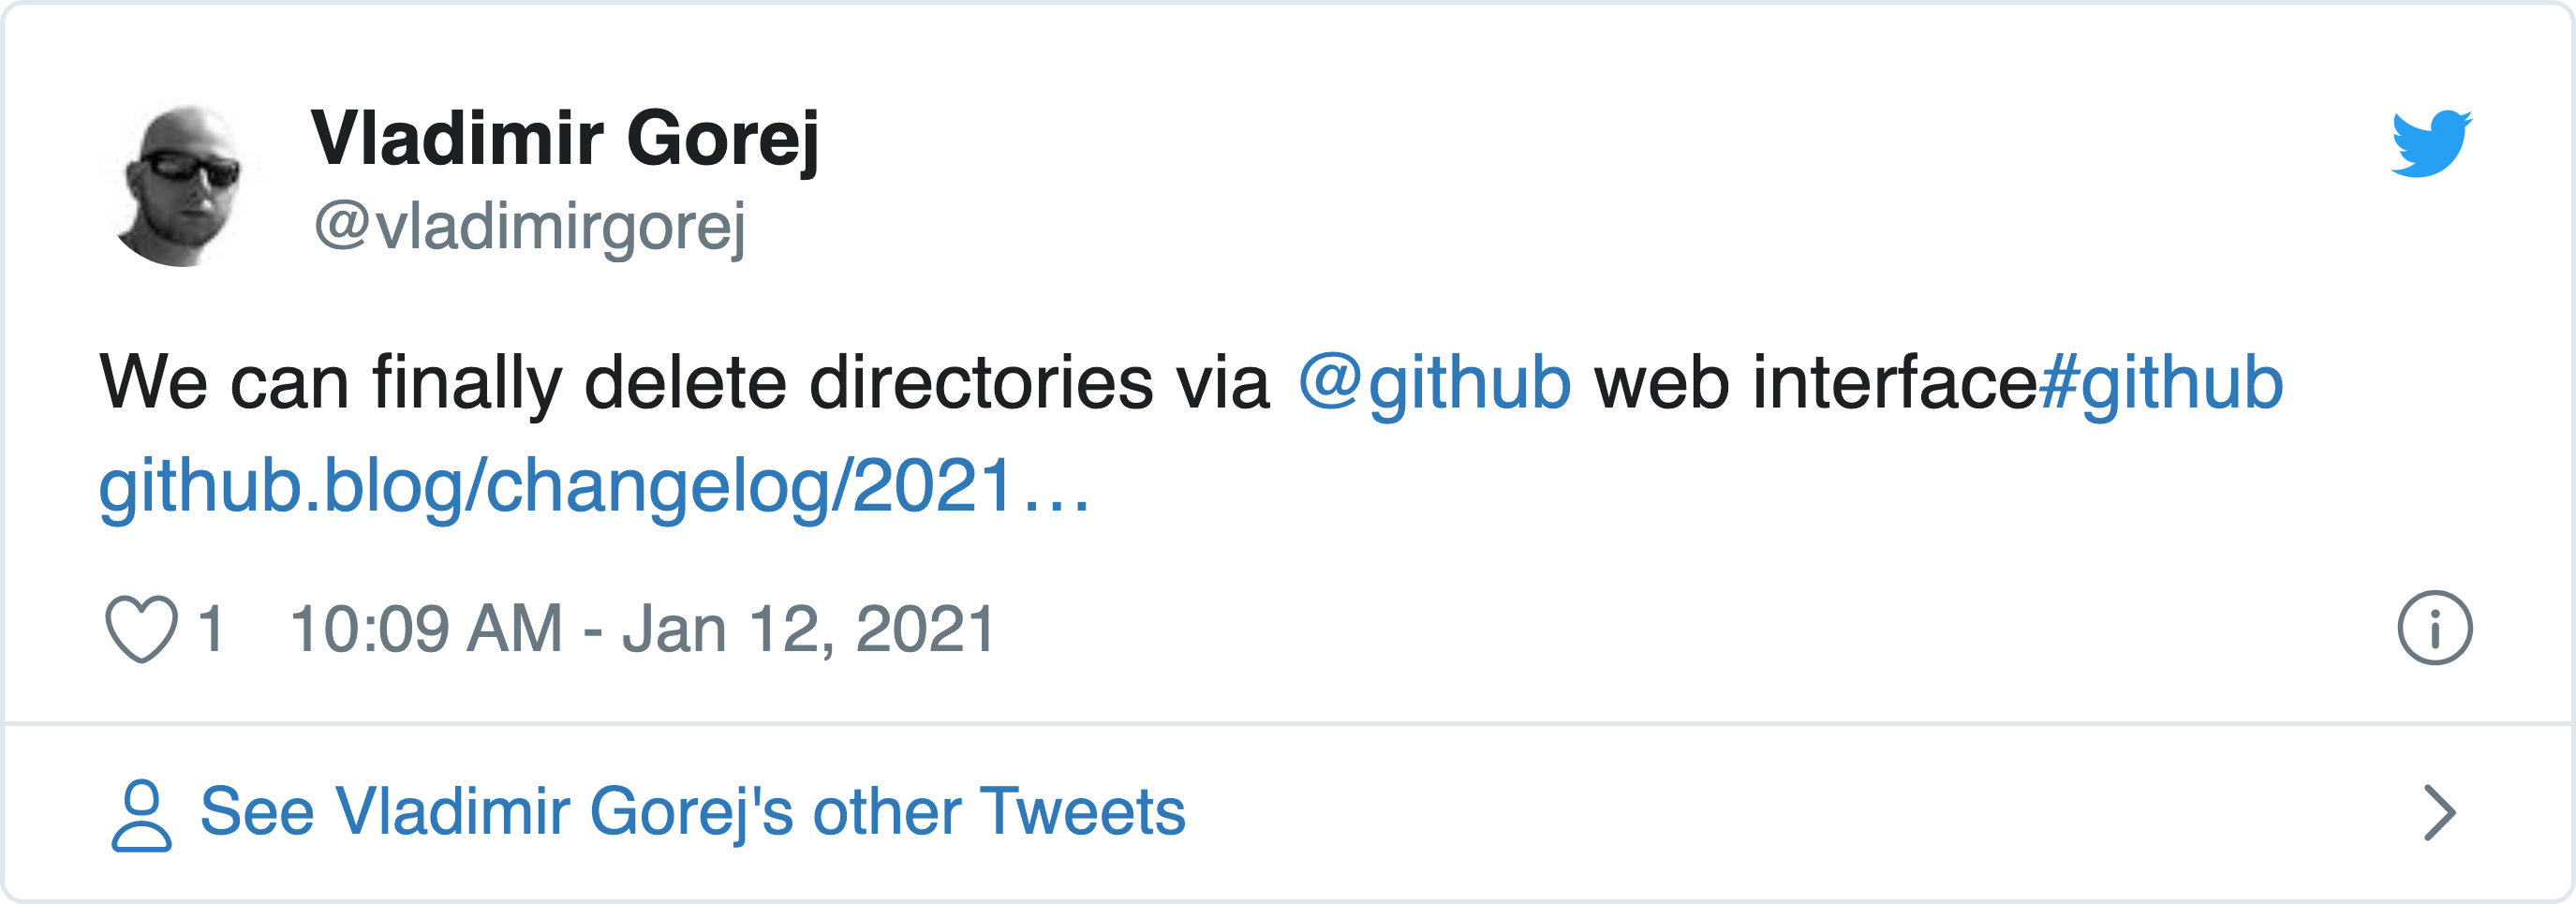 Vladimir Gorej
@vladimirgorej
We can finally delete directories via @github web interface#github
github.blog/changelog/2021…
1 10:09 AM - Jan 12, 2021
See Vladimir Gorej's other Tweets